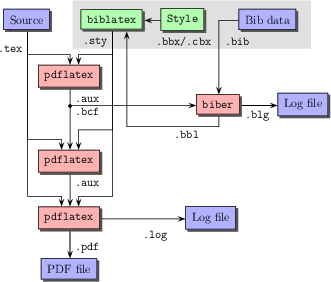 Source
biblatex
Style
Bib data
.tex
.sty
.bbx/.cbx
.bib
pdflatex
.aux
.bcf
biber
Log file
.blg
.bbl
pdflatex
.aux
pdflatex
Log file
.log
.pdf
PDF file